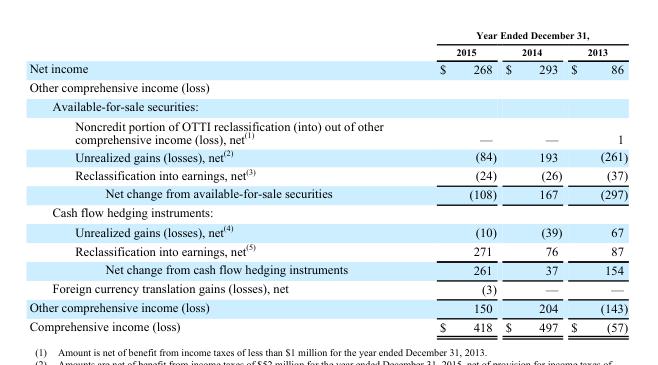 Year Ended December 31,
2015 2014 2013
Net income $ 268 $ 293 $ 86
Other comprehensive income (loss)
Available-for-sale securities:
Noncredit portion of OTTI reclassification (into) out of other
comprehensive income (loss), net(1) — — 1
Unrealized gains (losses), net(2) (84) 193 (261)
Reclassification into earnings, net(3) (24) (26) (37)
Net change from available-for-sale securities (108) 167 (297)
Cash flow hedging instruments:
Unrealized gains (losses), net(4) (10) (39) 67
Reclassification into earnings, net(5) 271 76 87
Net change from cash flow hedging instruments 261 37 154
Foreign currency translation gains (losses), net (3) — —
Other comprehensive income (loss) 150 204 (143)
Comprehensive income (loss) $ 418 $ 497 $ (57)
(1) Amount is net of benefit from income taxes of less than $1 million for the year ended December 31, 2013.
(2) Amounts are net of benefit from income taxes of $52 million for the year ended December 31, 2015, net of provision for income taxes of